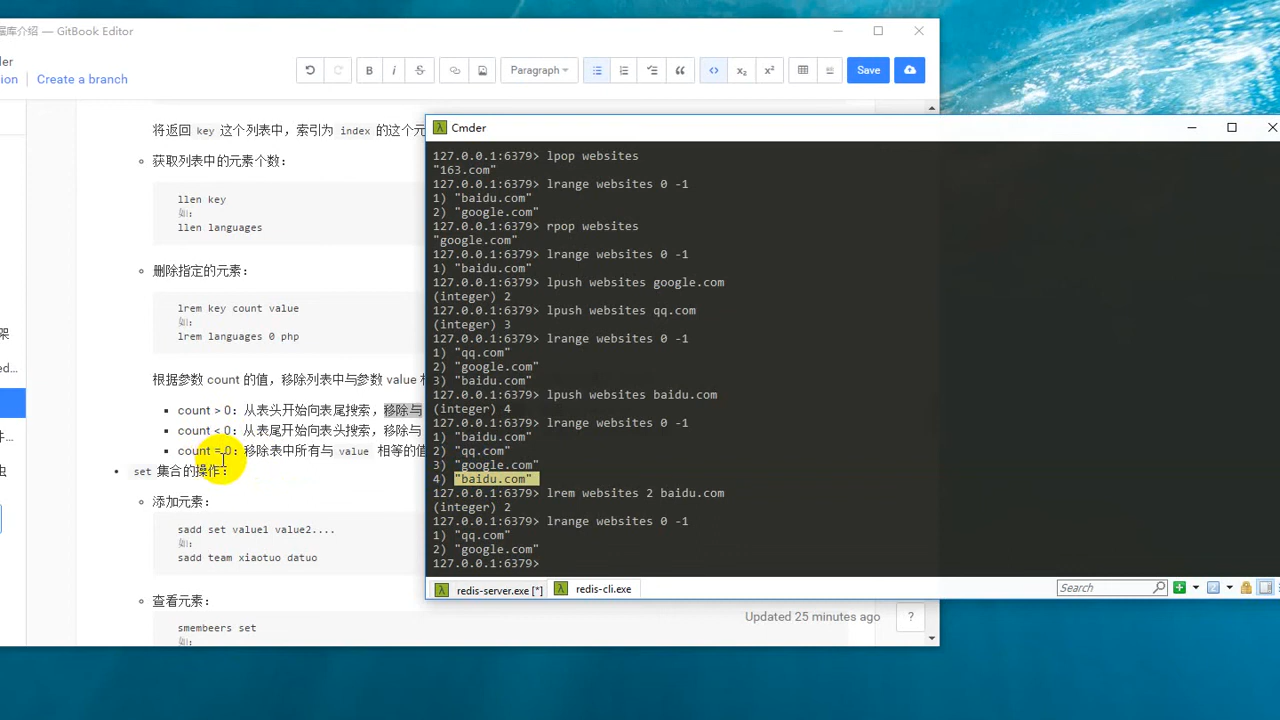 据库介绍 - GitBook Editor
der
ion
Create a branch
B
i
S
Paragraph
x₂
x²
Save
将返回 key 这个列表中，索引为 index 的这个元
获取列表中的元素个数：
llen key
如：
llen languages
删除指定的元素：
lrem key count value
如：
lrem languages 0 php
根据参数 count 的值，移除列表中与参数 value
count > 0：从表头开始向表尾搜索，移除与
count < 0：从表尾开始向表头搜索，移除与
count = 0：移除表中所有与 value 相等的值
set 集合的操作：
添加元素：
sadd set value1 value2....
如：
sadd team xiaotuo datuo
查看元素：
smembeers set
如：
架
ed...
件...
虫
Updated 25 minutes ago
?
Cmder
127.0.0.1:6379> lpop websites
"163.com"
127.0.0.1:6379> lrange websites 0 -1
1) "baidu.com"
2) "google.com"
127.0.0.1:6379> rpop websites
"google.com"
127.0.0.1:6379> lrange websites 0 -1
1) "baidu.com"
127.0.0.1:6379> lpush websites google.com
(integer) 2
127.0.0.1:6379> lpush websites qq.com
(integer) 3
127.0.0.1:6379> lrange websites 0 -1
1) "qq.com"
2) "google.com"
3) "baidu.com"
127.0.0.1:6379> lpush websites baidu.com
(integer) 4
127.0.0.1:6379> lrange websites 0 -1
1) "baidu.com"
2) "qq.com"
3) "google.com"
4) "baidu.com"
127.0.0.1:6379> lrem websites 2 baidu.com
(integer) 2
127.0.0.1:6379> lrange websites 0 -1
1) "qq.com"
2) "google.com"
127.0.0.1:6379>
redis-server.exe [*]
redis-cli.exe
Search